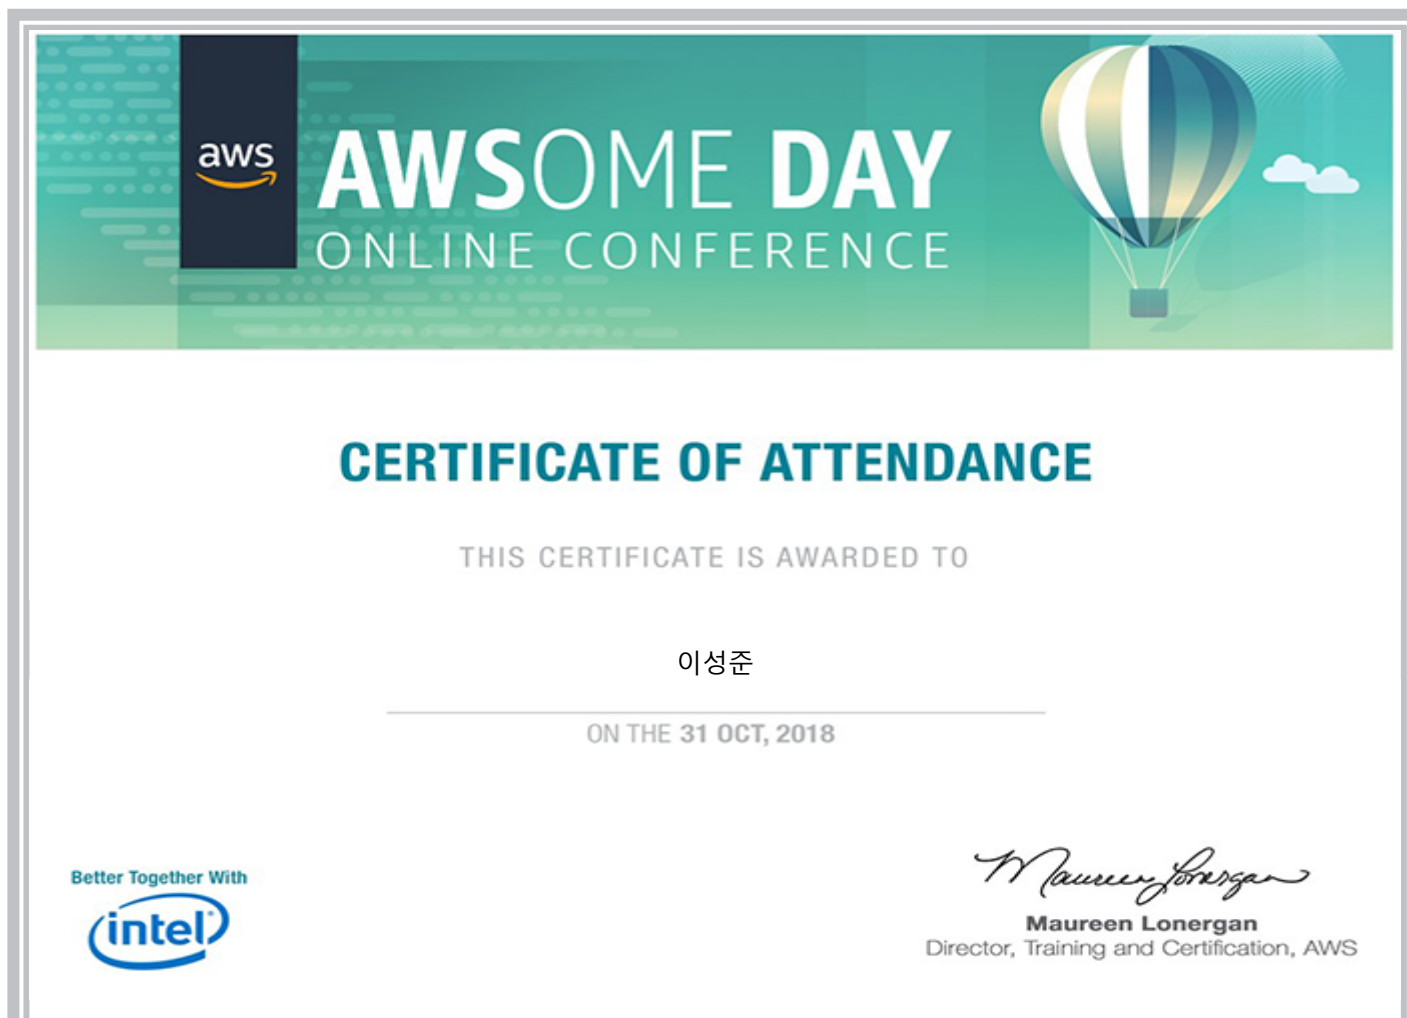 aws
AWSOME DAY
ONLINE CONFERENCE
CERTIFICATE OF ATTENDANCE
THIS CERTIFICATE IS AWARDED TO
이성준
ON THE 31 OCT, 2018
Better Together With
intel
Maureen Lonergan
Maureen Lonergan
Director, Training and Certification, AWS